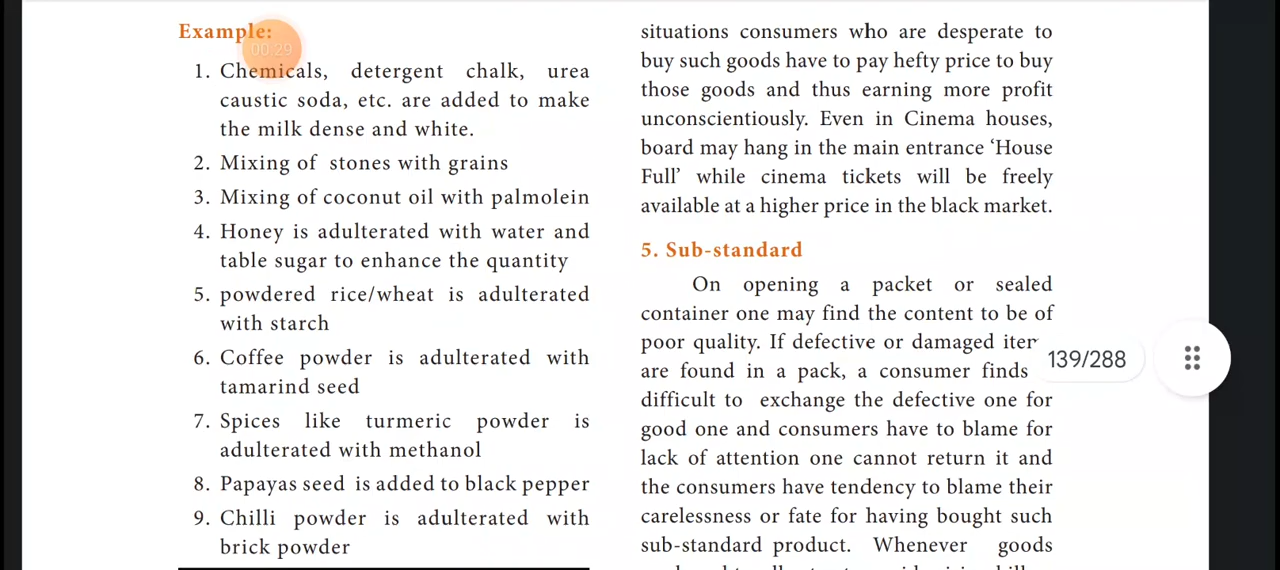 Example:
00:29
1. Chemicals, detergent chalk, urea
caustic soda, etc. are added to make
the milk dense and white.
2. Mixing of stones with grains
3. Mixing of coconut oil with palmolein
4. Honey is adulterated with water and
table sugar to enhance the quantity
5. powdered rice/wheat is adulterated
with starch
6. Coffee powder is adulterated with
tamarind seed
7. Spices like turmeric powder is
adulterated with methanol
8. Papayas seed is added to black pepper
9. Chilli powder is adulterated with
brick powder
situations consumers who are desperate to
buy such goods have to pay hefty price to buy
those goods and thus earning more profit
unconscientiously. Even in Cinema houses,
board may hang in the main entrance ‘House
Full’ while cinema tickets will be freely
available at a higher price in the black market.
5. Sub-standard
On opening a packet or sealed
container one may find the content to be of
poor quality. If defective or damaged
are found in a pack, a consumer finds
difficult to exchange the defective one for
good one and consumers have to blame for
lack of attention one cannot return it and
the consumers have tendency to blame their
carelessness or fate for having bought such
sub-standard product. Whenever goods
139/288